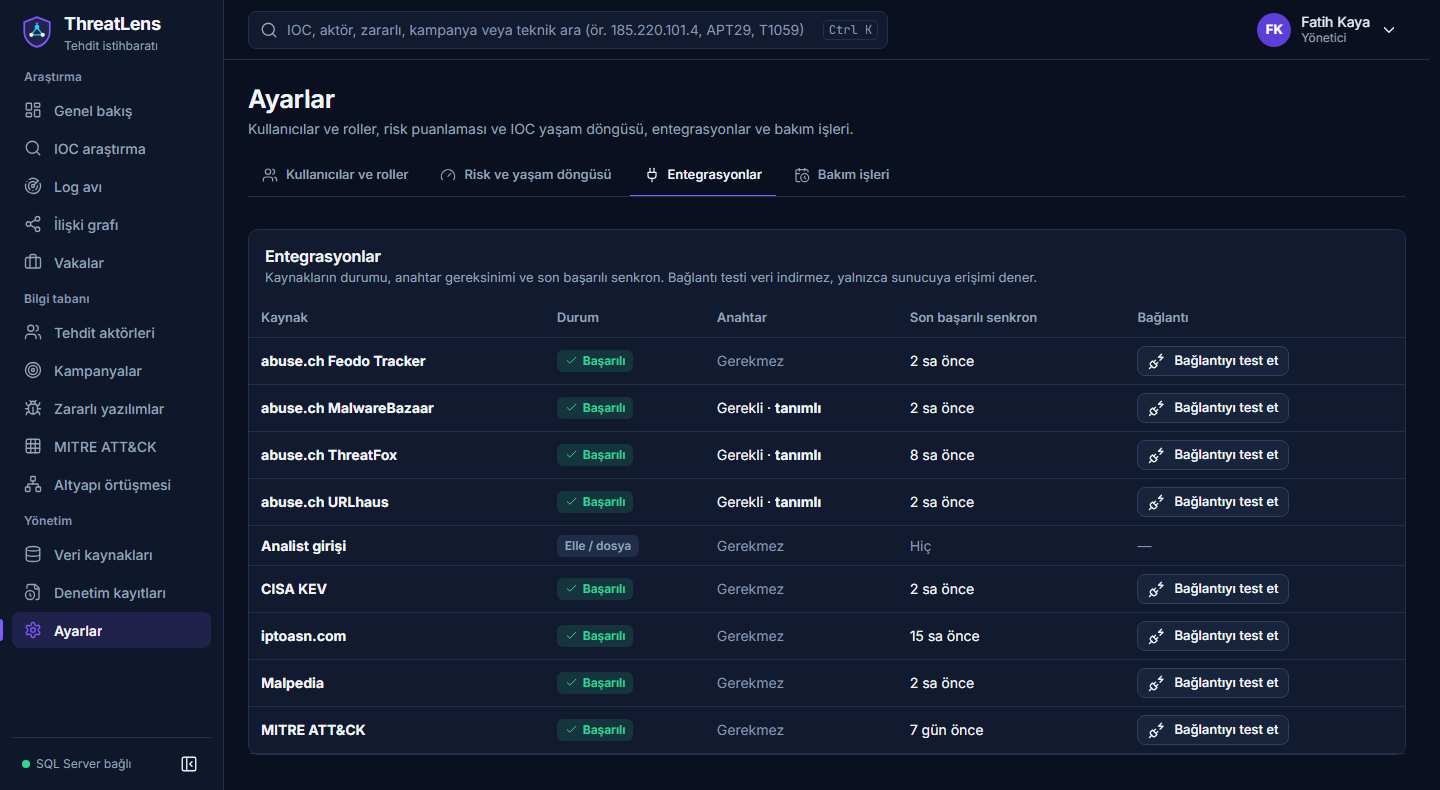 ThreatLens
Tehdit istihbaratı
Araştırma
Genel bakış
IOC araştırma
Log avı
İlişki grafı
Vakalar
Bilgi tabanı
Tehdit aktörleri
Kampanyalar
Zararlı yazılımlar
MITRE ATT&CK
Altyapı örtüşmesi
Yönetim
Veri kaynakları
Denetim kayıtları
Ayarlar
SQL Server bağlı
IOC, aktör, zararlı, kampanya veya teknik ara (ör. 185.220.101.4, APT29, T1059) Ctrl K
FK
Fatih Kaya
Yönetici
Ayarlar
Kullanıcılar ve roller, risk puanlaması ve IOC yaşam döngüsü, entegrasyonlar ve bakım işleri.
Kullanıcılar ve roller Risk ve yaşam döngüsü Entegrasyonlar Bakım işleri
Entegrasyonlar
Kaynakların durumu, anahtar gereksinimi ve son başarılı senkron. Bağlantı testi veri indirmez, yalnızca sunucuya erişimi dener.
Kaynak Durum Anahtar Son başarılı senkron Bağlantı
abuse.ch Feodo Tracker Başarılı Gerekmez 2 sa önce Bağlantıyı test et
abuse.ch MalwareBazaar Başarılı Gerekli · tanımlı 2 sa önce Bağlantıyı test et
abuse.ch ThreatFox Başarılı Gerekli · tanımlı 8 sa önce Bağlantıyı test et
abuse.ch URLhaus Başarılı Gerekli · tanımlı 2 sa önce Bağlantıyı test et
Analist girişi Elle / dosya Gerekmez Hiç —
CISA KEV Başarılı Gerekmez 2 sa önce Bağlantıyı test et
iptoasn.com Başarılı Gerekmez 15 sa önce Bağlantıyı test et
Malpedia Başarılı Gerekmez 2 sa önce Bağlantıyı test et
MITRE ATT&CK Başarılı Gerekmez 7 gün önce Bağlantıyı test et